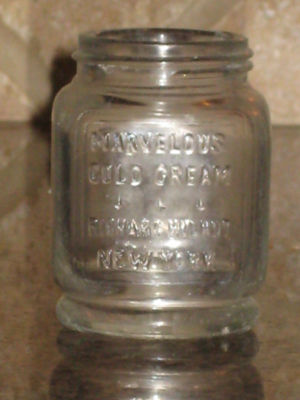 MARVELOUS
COLD CREAM
RICHARD HUDNUT
NEW YORK